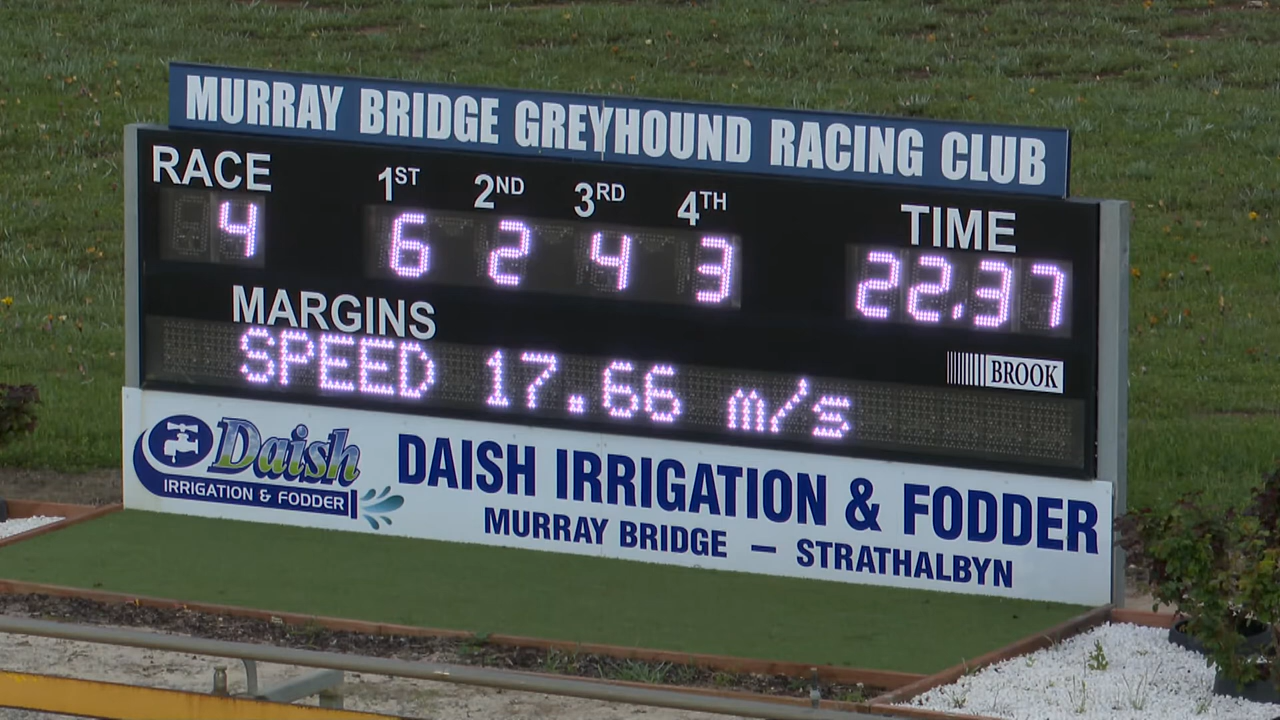 MURRAY BRIDGE GREYHOUND RACING CLUB
RACE 1ST 2ND 3RD 4TH TIME
4 6 2 4 3 22.37
MARGINS
SPEED 17.66 m/s
BROOK
Daish
IRRIGATION & FODDER
DAISH IRRIGATION & FODDER
MURRAY BRIDGE – STRATHALBYN